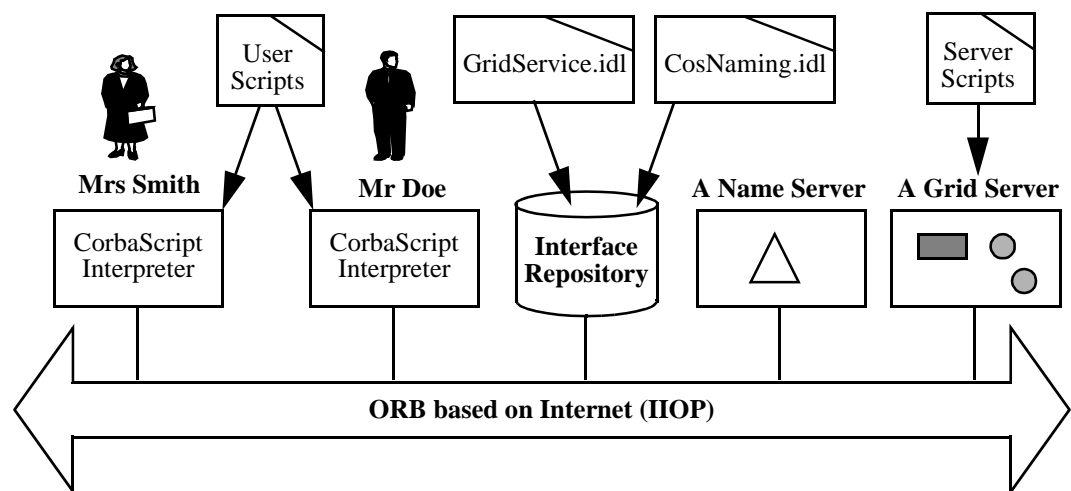 User
Scripts
GridService.idl
CosNaming.idl
Server
Scripts
Mrs Smith
Mr Doe
A Name Server
A Grid Server
CorbaScript
Interpreter
CorbaScript
Interpreter
Interface
Repository
ORB based on Internet (IIOP)